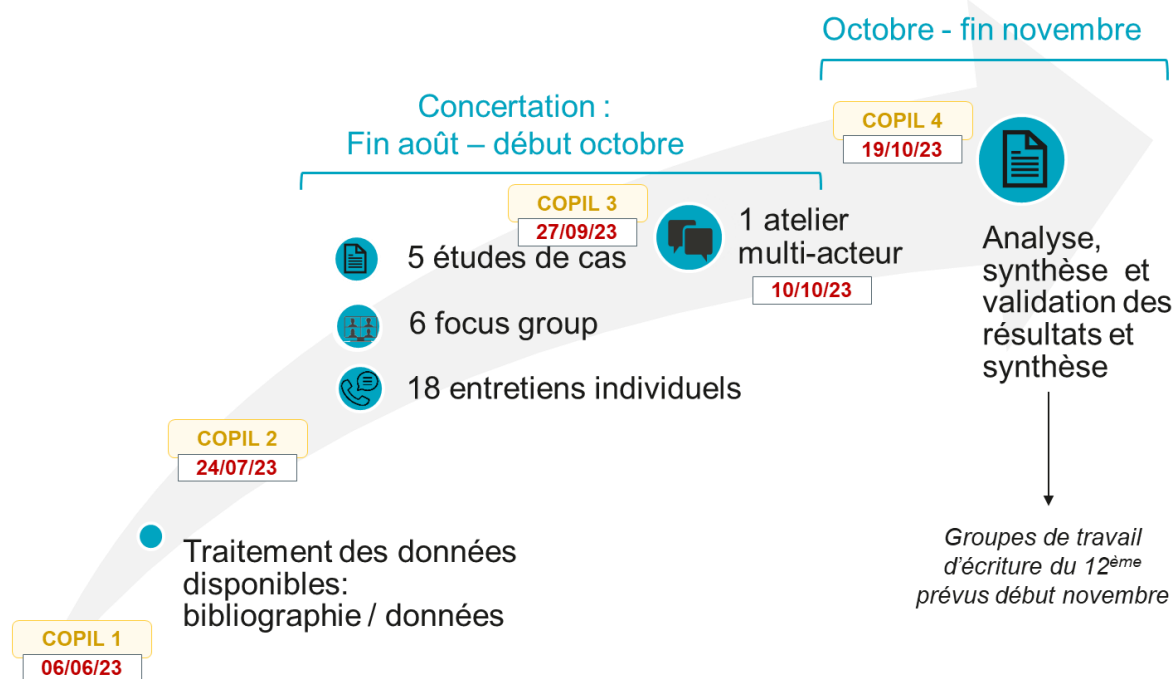 Octobre - fin novembre
Concertation :
Fin août – début octobre
COPIL 4
19/10/23
COPIL 3
27/09/23
5 études de cas
6 focus group
18 entretiens individuels
1 atelier
multi-acteur
10/10/23
Analyse,
synthèse et
validation des
résultats et
synthèse
COPIL 2
24/07/23
Traitement des données
disponibles:
bibliographie / données
Groupes de travail
d'écriture du 12ème
prévus début novembre
COPIL 1
06/06/23